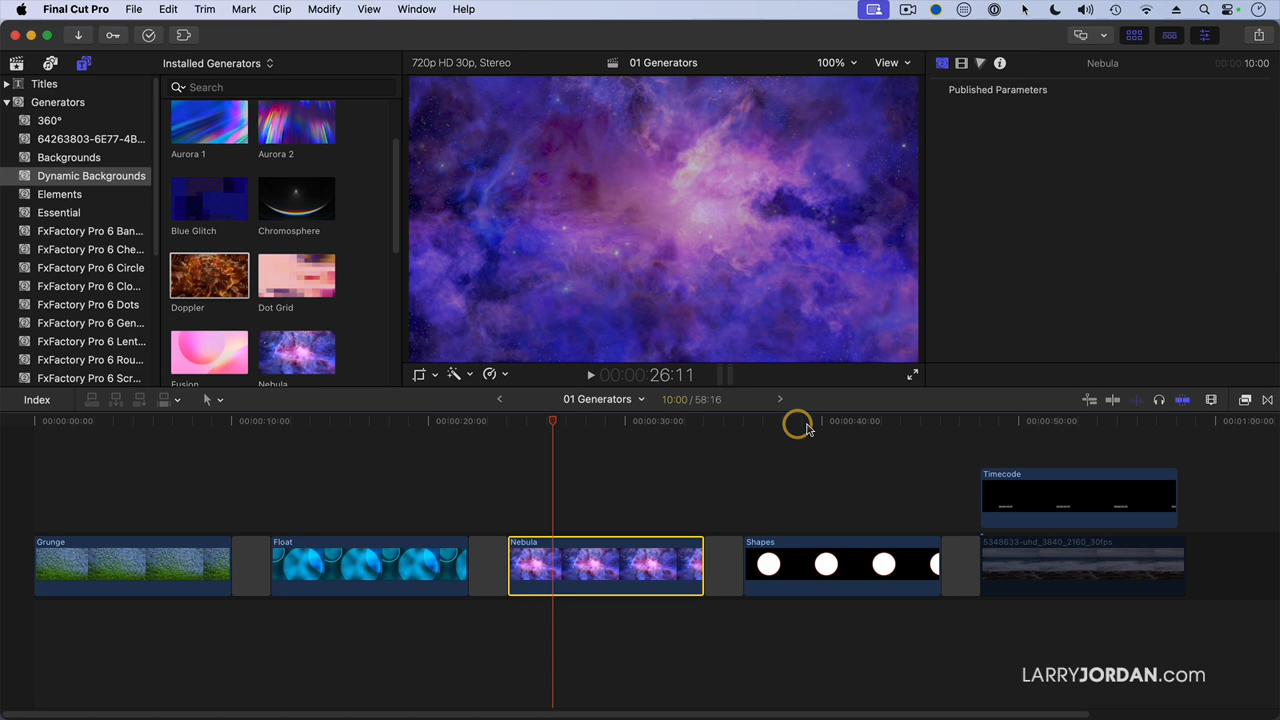 Final Cut Pro File Edit Trim Mark Clip Modify View Window Help
Installed Generators
720p HD 30p, Stereo
01 Generators
100%
View
Nebula
00:00:10:00
Titles
Generators
360°
64263803-6E77-4B...
Backgrounds
Dynamic Backgrounds
Elements
Essential
FxFactory Pro 6 Ban...
FxFactory Pro 6 Che...
FxFactory Pro 6 Circle
FxFactory Pro 6 Clo...
FxFactory Pro 6 Dots
FxFactory Pro 6 Gen...
FxFactory Pro 6 Lent...
FxFactory Pro 6 Rou...
FxFactory Pro 6 Scr...
Search
Aurora 1
Aurora 2
Blue Glitch
Chromosphere
Doppler
Dot Grid
Fusion
Nebula
Published Parameters
00:00:26:11
Index
01 Generators
10:00 / 58:16
00:00:00:00
00:00:10:00
00:00:20:00
00:00:30:00
00:00:40:00
00:00:50:00
00:01:00:00
Timecode
Grunge
Float
Nebula
Shapes
5348633-uhd_3840_2160_30fps
LARRYJORDAN.com